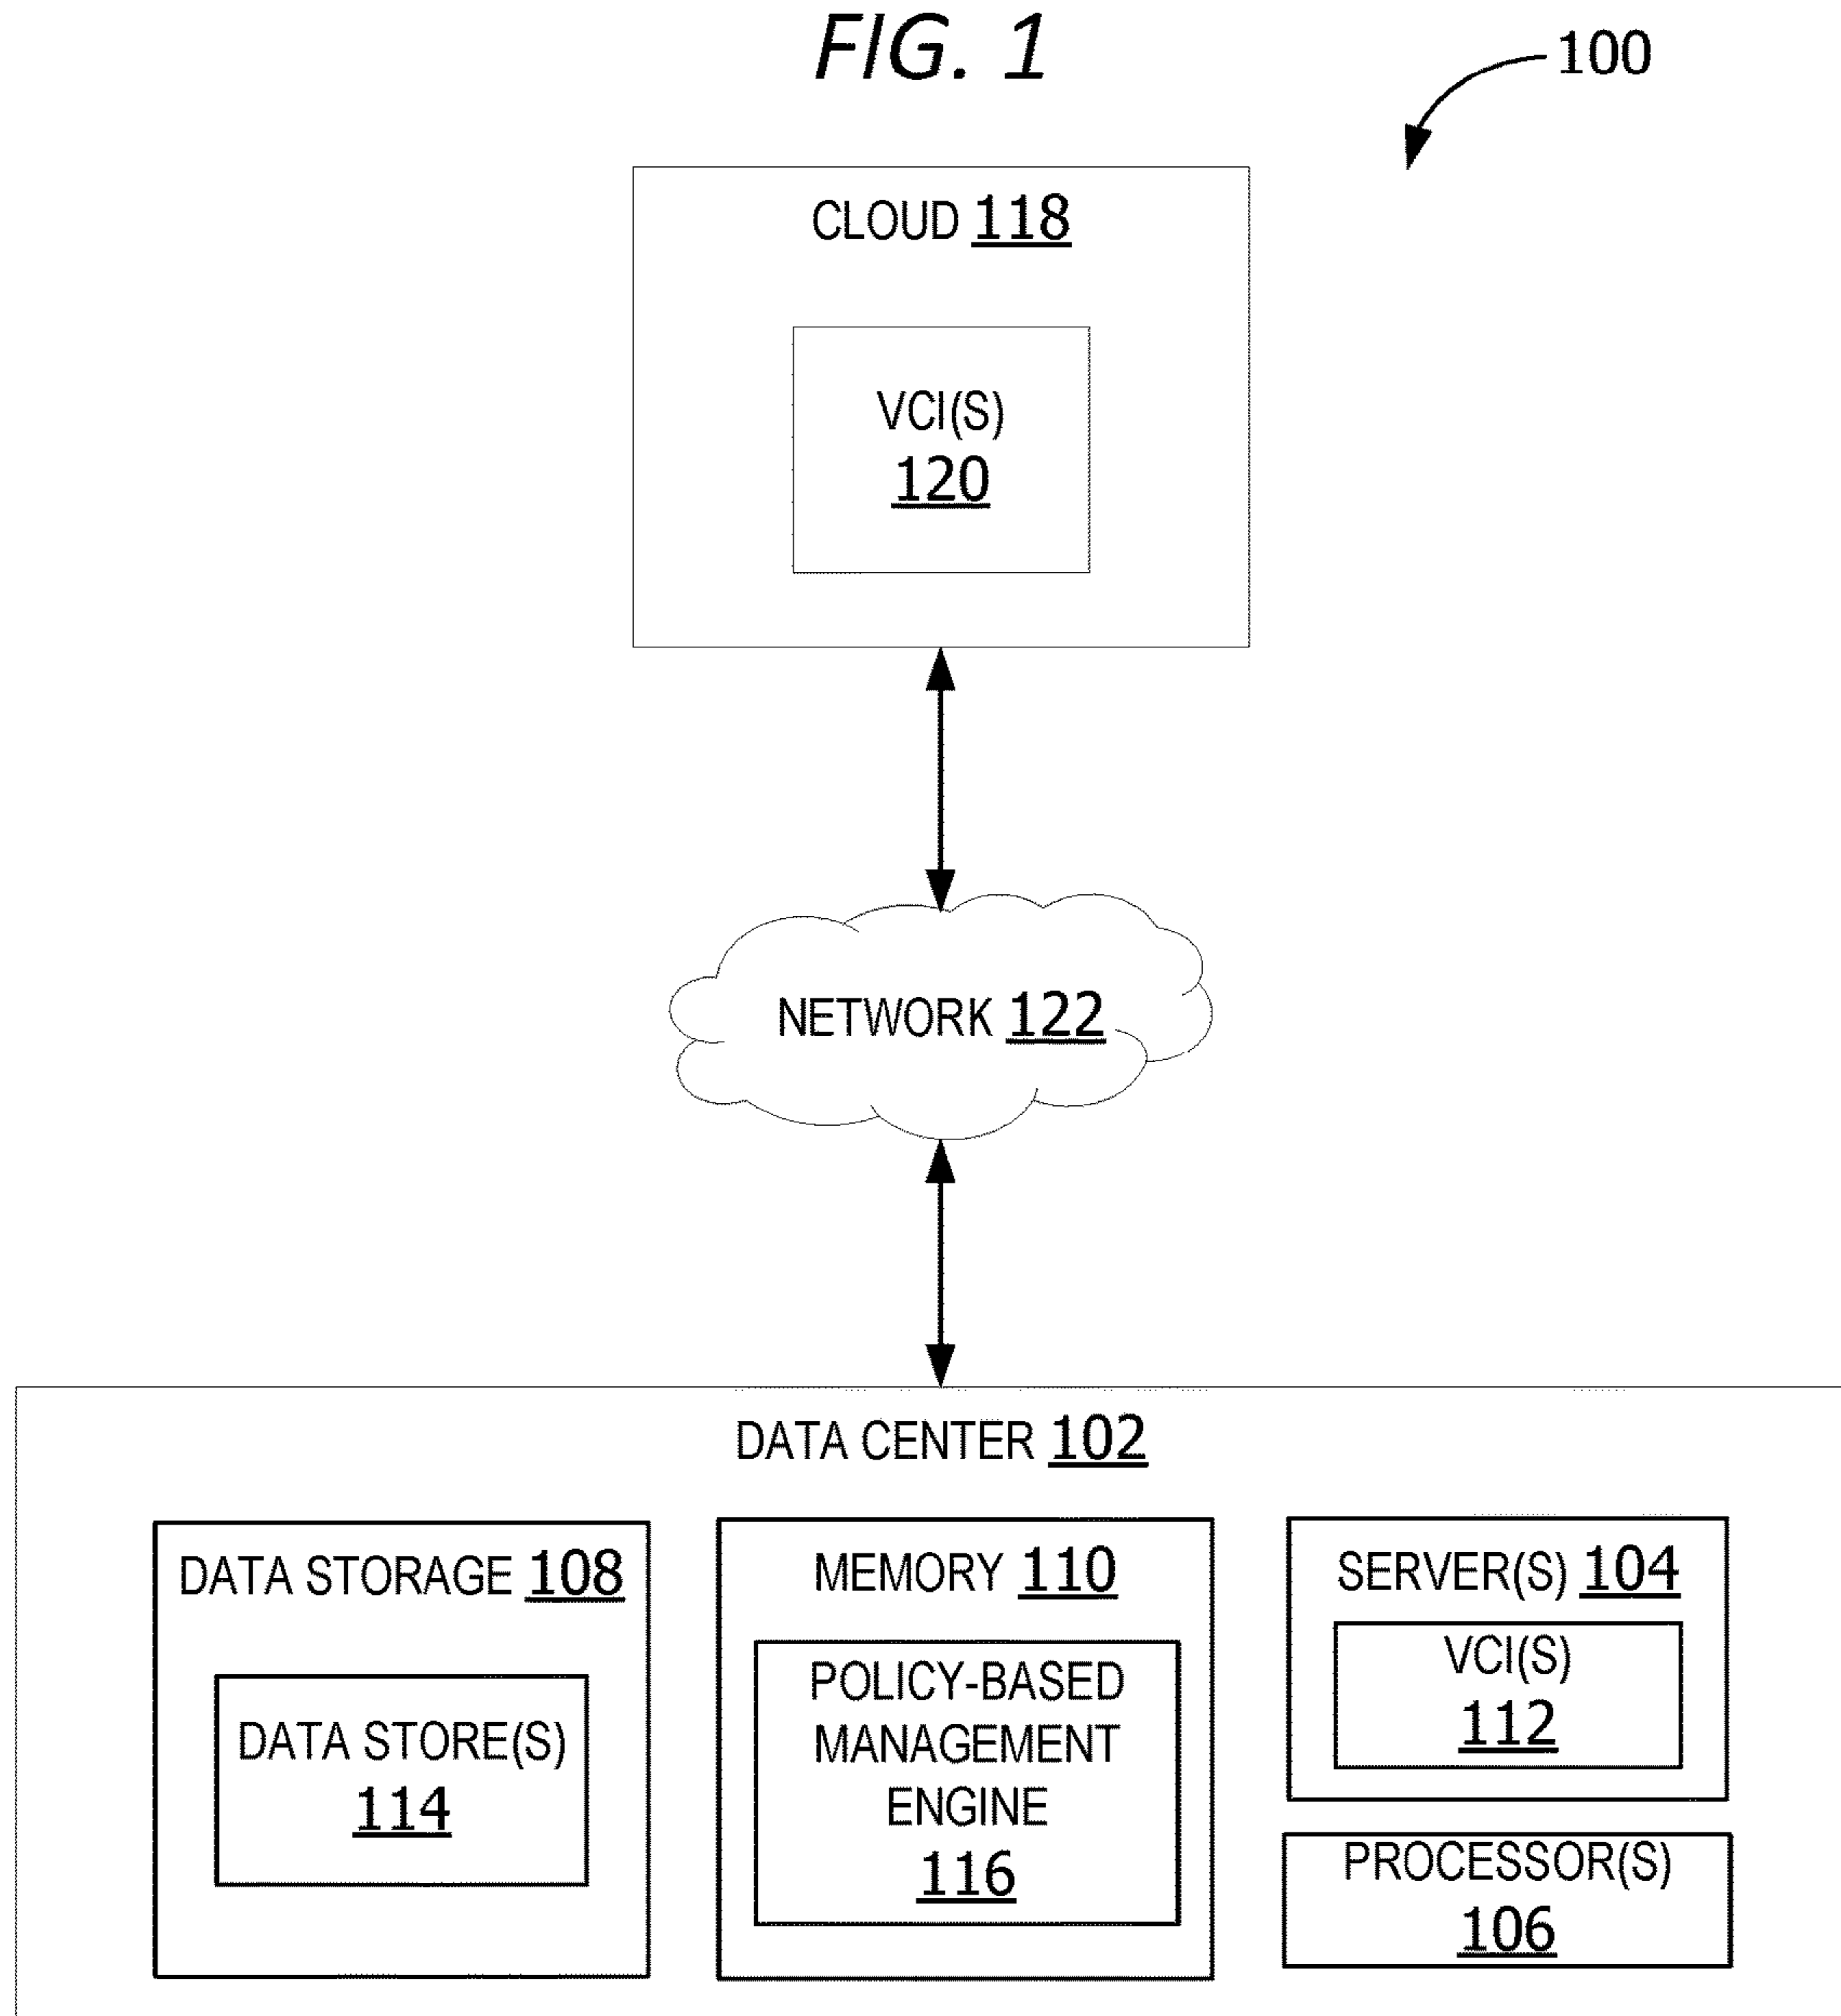 FIG. 1
100
CLOUD 118
VCI(S)
120
NETWORK 122
DATA CENTER 102
DATA STORAGE 108
DATA STORE(S)
114
MEMORY 110
POLICY-BASED
MANAGEMENT
ENGINE
116
SERVER(S) 104
VCI(S)
112
PROCESSOR(S)
106